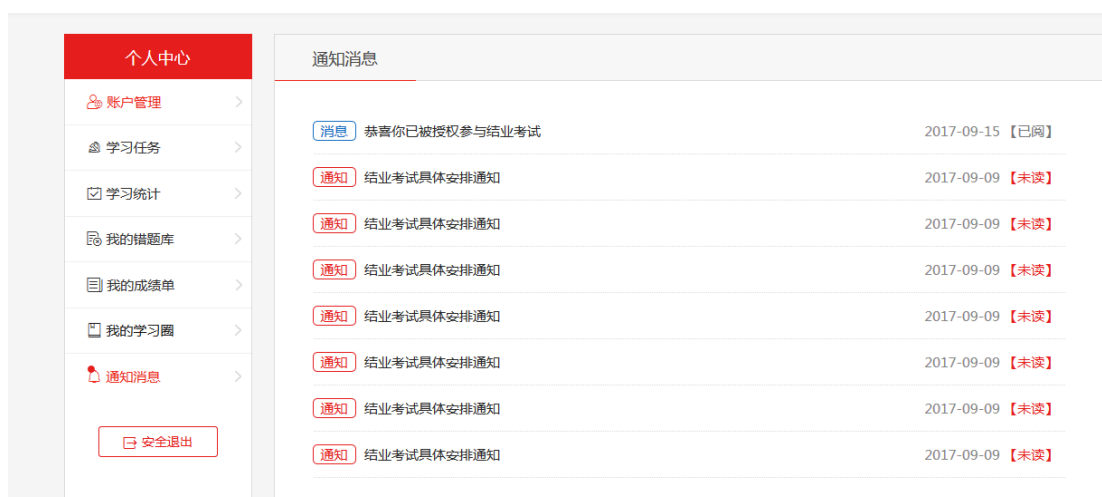 个人中心
账户管理
学习任务
学习统计
我的错题库
我的成绩单
我的学习圈
通知消息
安全退出
通知消息
消息 恭喜你已被授权参与结业考试 2017-09-15【已阅】
通知 结业考试具体安排通知 2017-09-09【未读】
通知 结业考试具体安排通知 2017-09-09【未读】
通知 结业考试具体安排通知 2017-09-09【未读】
通知 结业考试具体安排通知 2017-09-09【未读】
通知 结业考试具体安排通知 2017-09-09【未读】
通知 结业考试具体安排通知 2017-09-09【未读】
通知 结业考试具体安排通知 2017-09-09【未读】